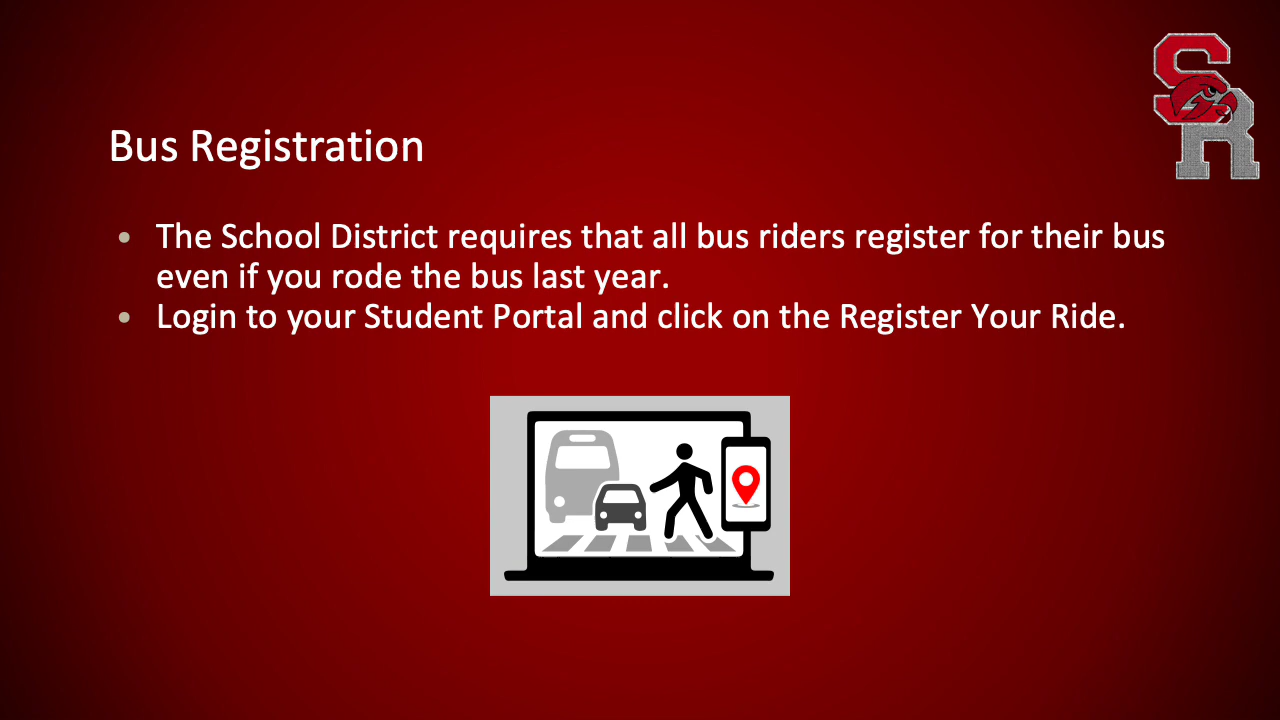 SR
Bus Registration
• The School District requires that all bus riders register for their bus
even if you rode the bus last year.
• Login to your Student Portal and click on the Register Your Ride.